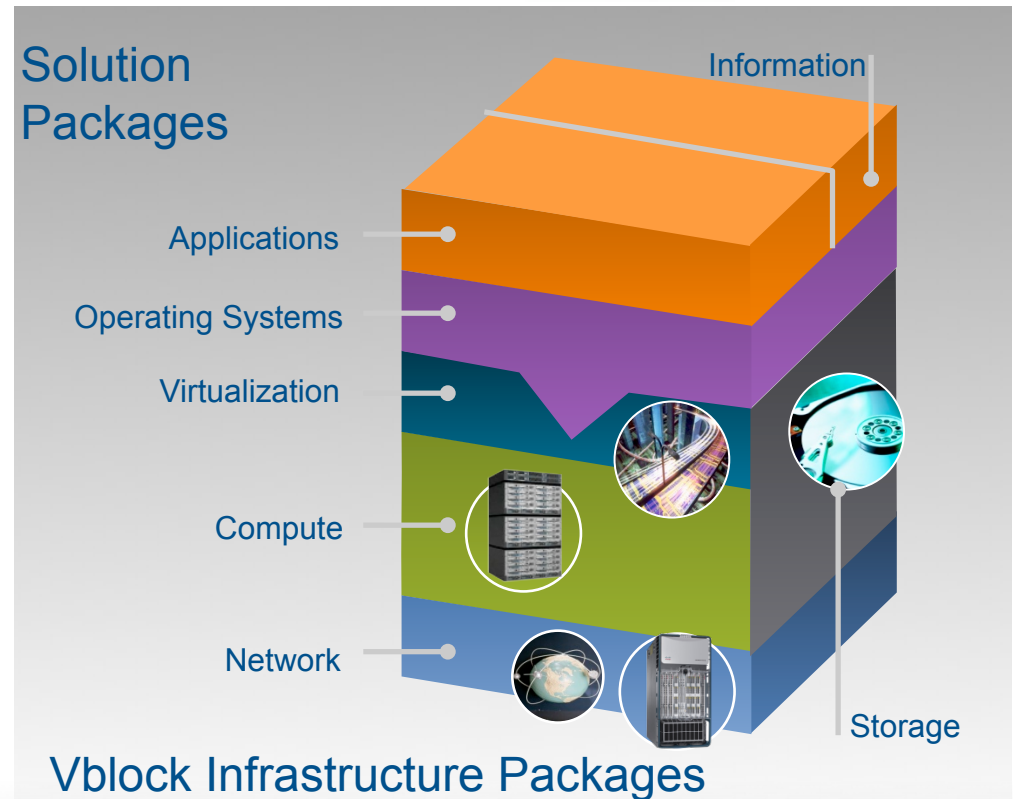 Solution
Packages
Information
Applications
Operating Systems
Virtualization
Compute
Network
Storage
Vblock Infrastructure Packages